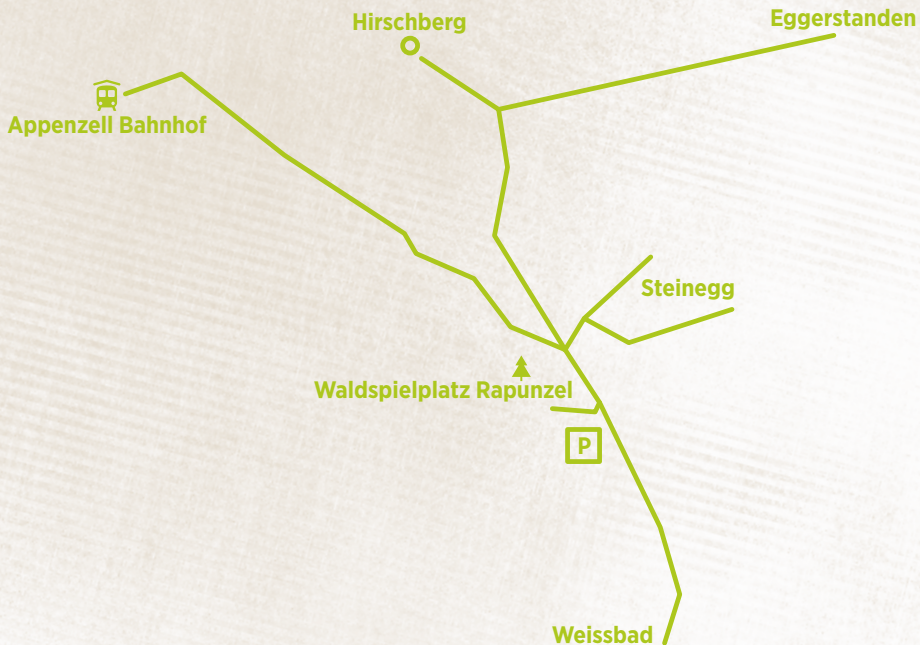 Hirschberg
Eggerstanden
Appenzell Bahnhof
Steinegg
Waldspielplatz Rapunzel
P
Weissbad